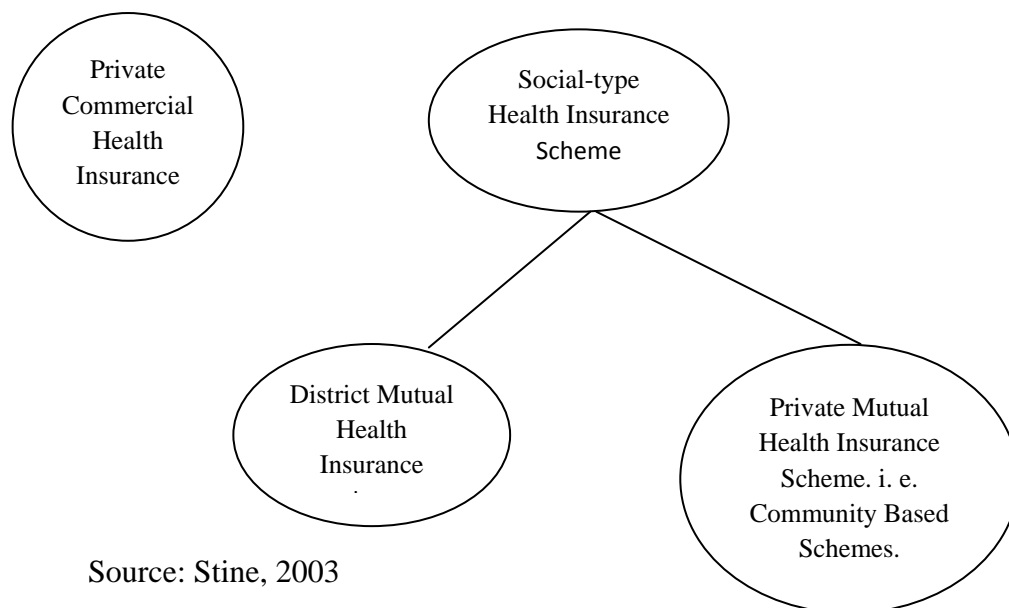 Private
Commercial
Health
Insurance
Social-type
Health Insurance
Scheme
District Mutual
Health
Insurance
.
Private Mutual
Health Insurance
Scheme. i. e.
Community Based
Schemes.
Source: Stine, 2003